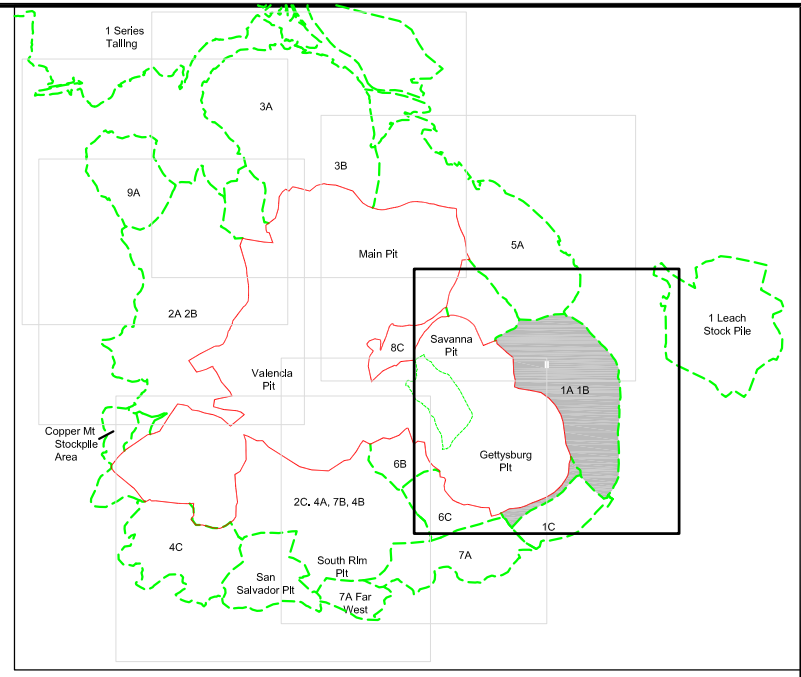 1 Series
Tailing
3A
3B
9A
5A
Main Pit
2A 2B
1 Leach
Stock Pile
Savanna
Pit
8C
Valencia
Pit
1A 1B
Copper Mt
Stockpile
Area
Gettysburg
Pit
6B
2C, 4A, 7B, 4B
6C
1C
4C
7A
South Rim
Pit
San
Salvador Pit
7A Far
West